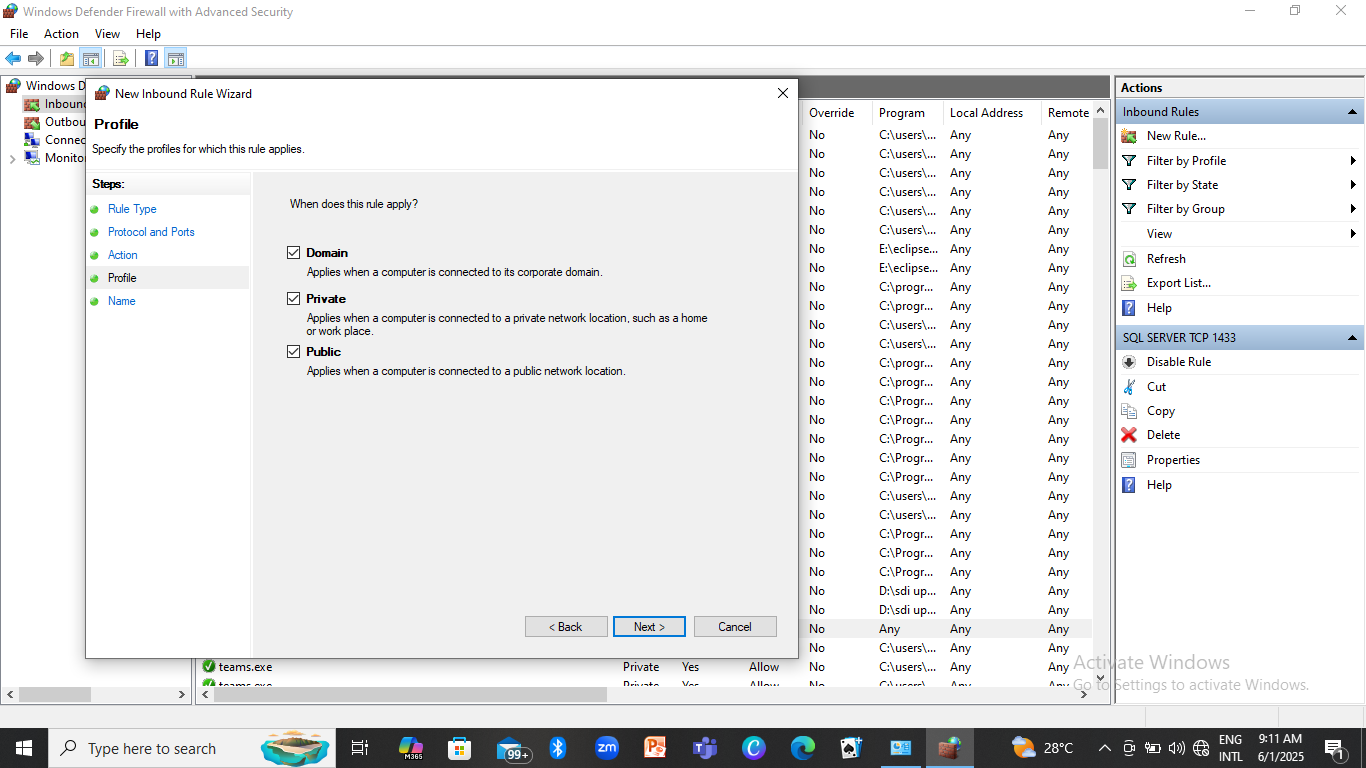 Windows Defender Firewall with Advanced Security
File Action View Help
Windows D
Inbound
Outbou
Connec
Monito
New Inbound Rule Wizard
Profile
Specify the profiles for which this rule applies.
Steps:
Rule Type
Protocol and Ports
Action
Profile
Name
When does this rule apply?
Domain
Applies when a computer is connected to its corporate domain.
Private
Applies when a computer is connected to a private network location, such as a home
or work place.
Public
Applies when a computer is connected to a public network location.
< Back Next > Cancel
Override Program Local Address Remote
No C:\users\... Any Any
No C:\users\... Any Any
No C:\users\... Any Any
No C:\users\... Any Any
No C:\users\... Any Any
No C:\users\... Any Any
No E:\eclipse... Any Any
No E:\eclipse... Any Any
No C:\progr... Any Any
No C:\progr... Any Any
No C:\users\... Any Any
No C:\users\... Any Any
No C:\progr... Any Any
No C:\progr... Any Any
No C:\Progr... Any Any
No C:\Progr... Any Any
No C:\Progr... Any Any
No C:\Progr... Any Any
No C:\Progr... Any Any
No C:\users\... Any Any
No C:\users\... Any Any
No C:\Progr... Any Any
No C:\Progr... Any Any
No C:\Progr... Any Any
No D:\sdi up... Any Any
No D:\sdi up... Any Any
No Any Any Any
No C:\users\... Any Any
teams.exe Private Yes Allow No C:\users\... Any Any
teams.exe Private Yes Allow No C:\users\... Any Any
Actions
Inbound Rules
New Rule...
Filter by Profile
Filter by State
Filter by Group
View
Refresh
Export List...
Help
SQL SERVER TCP 1433
Disable Rule
Cut
Copy
Delete
Properties
Help
Activate Windows
Go to Settings to activate Windows.
Type here to search
M365
99+
zm
28°C
ENG
INTL
9:11 AM
6/1/2025
1